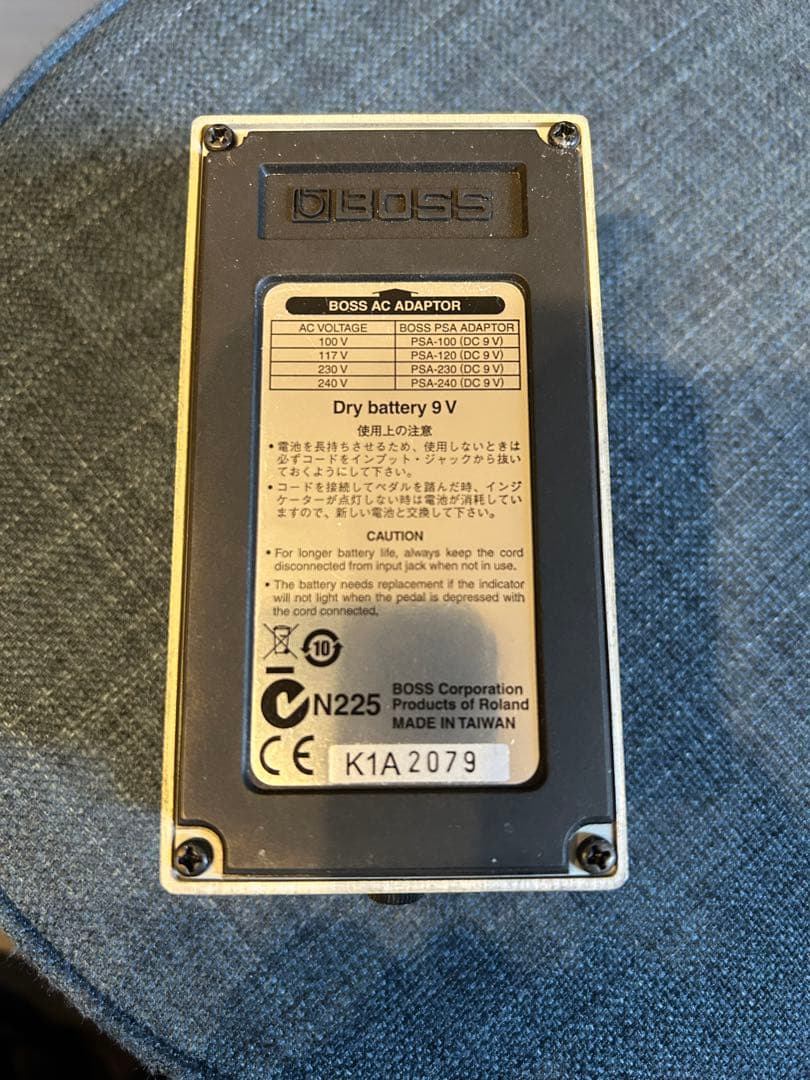 BOSS
BOSS AC ADAPTOR
AC VOLTAGE BOSS PSA ADAPTOR
100 V PSA-100 (DC 9 V)
117 V PSA-120 (DC 9 V)
230 V PSA-230 (DC 9 V)
240 V PSA-240 (DC 9 V)
Dry battery 9 V
使用上の注意
• 電池を長持ちさせるため、使用しないときは
必ずコードをインプット・ジャックから抜い
ておくようにして下さい。
• コードを接続してペダルを踏んだ時、インジ
ケーターが点灯しない時は電池が消耗してい
ますので、新しい電池と交換して下さい。
CAUTION
• For longer battery life, always keep the cord
disconnected from input jack when not in use.
• The battery needs replacement if the indicator
will not light when the pedal is depressed with
the cord connected.
10
N225
BOSS Corporation
Products of Roland
MADE IN TAIWAN
CE
K1A2079